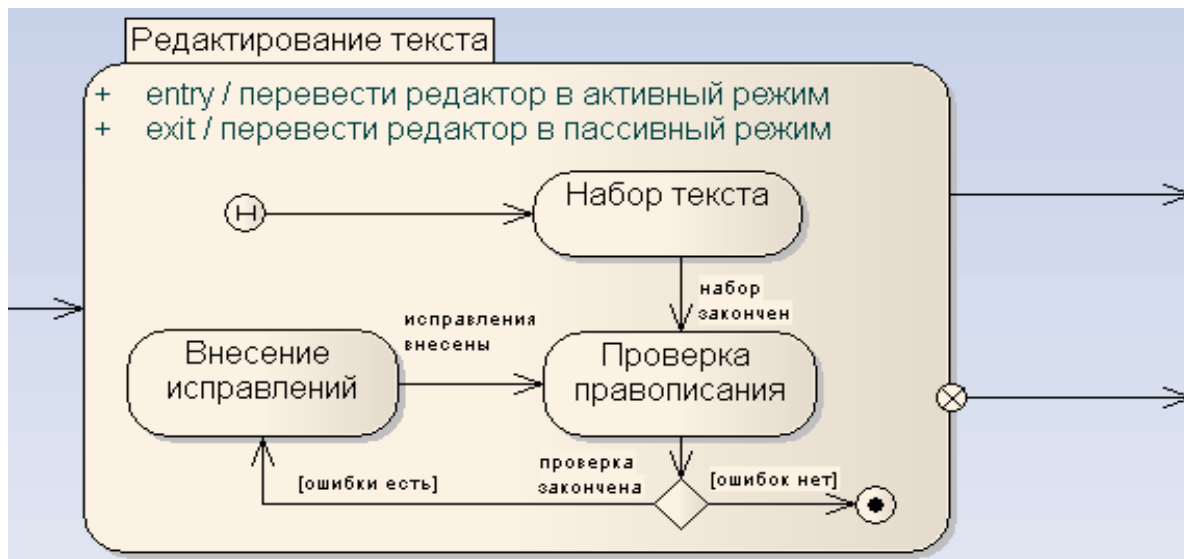 Редактирование текста
+ entry / перевести редактор в активный режим
+ exit / перевести редактор в пассивный режим
H
Набор текста
набор
закончен
исправления
внесены
Внесение
исправлений
Проверка
правописания
проверка
закончена
[ошибки есть]
[ошибок нет]